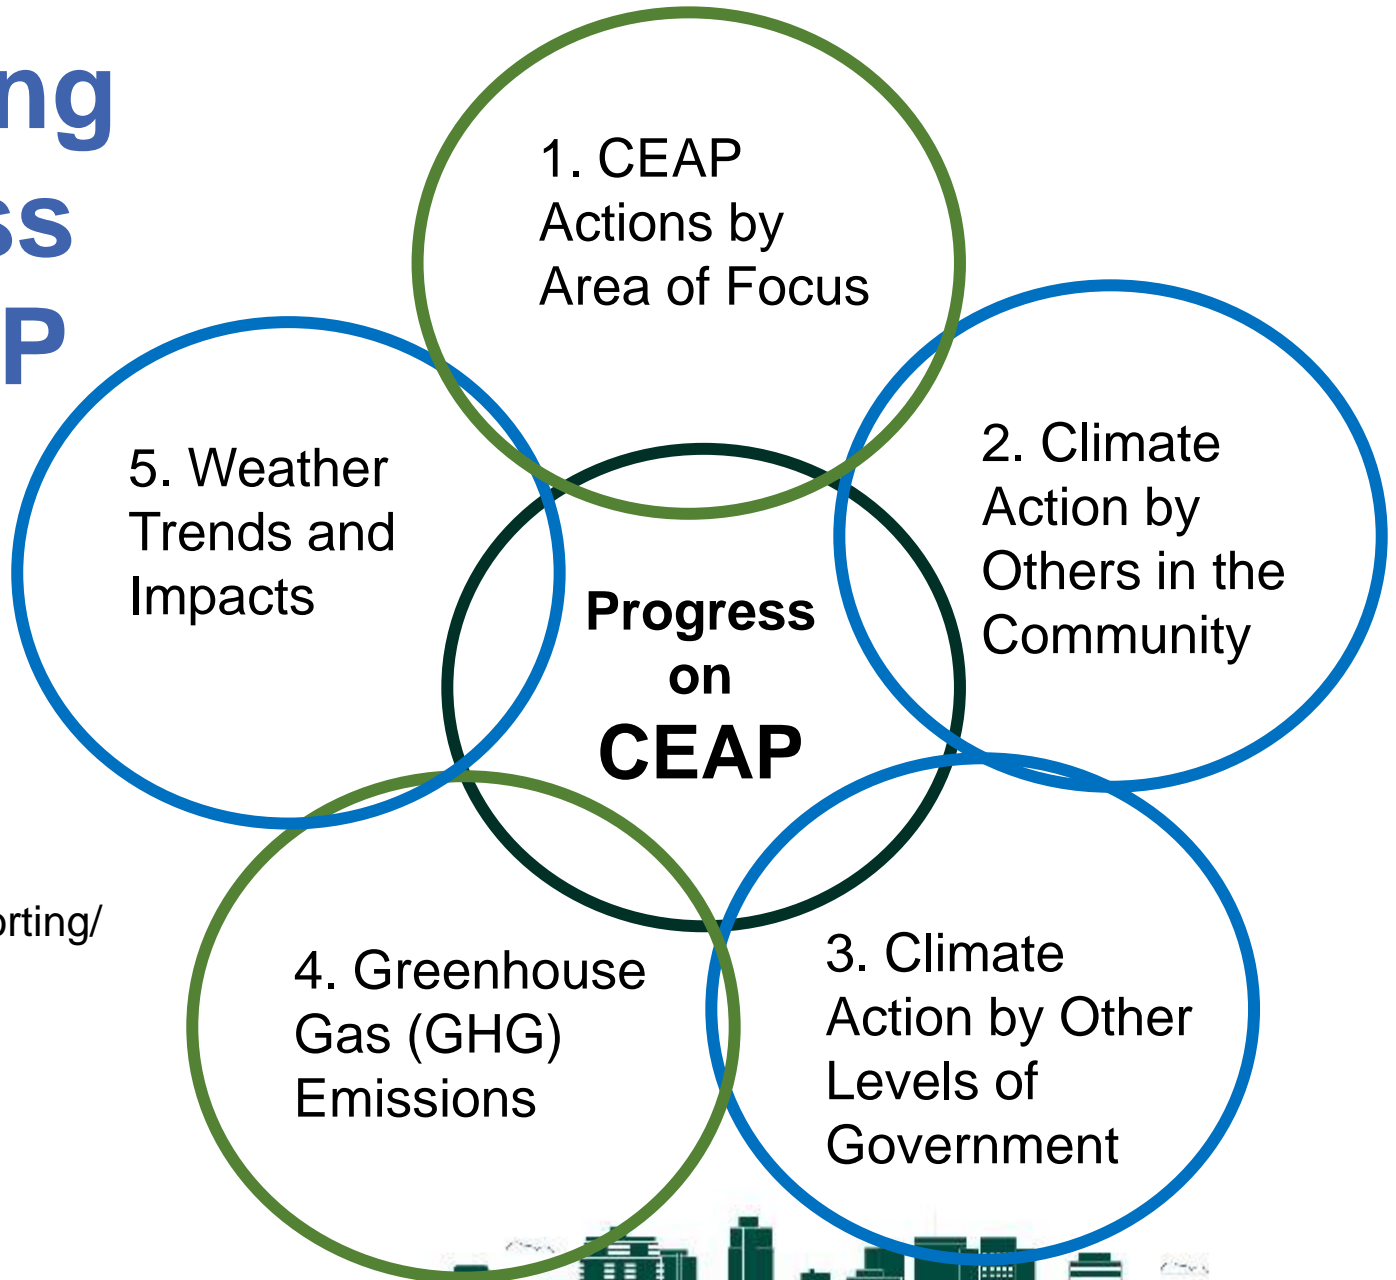 ng
ss
P
1. CEAP
Actions by
Area of Focus
2. Climate
Action by
Others in the
Community
5. Weather
Trends and
Impacts
Progress
on
CEAP
orting/
4. Greenhouse
Gas (GHG)
Emissions
3. Climate
Action by Other
Levels of
Government